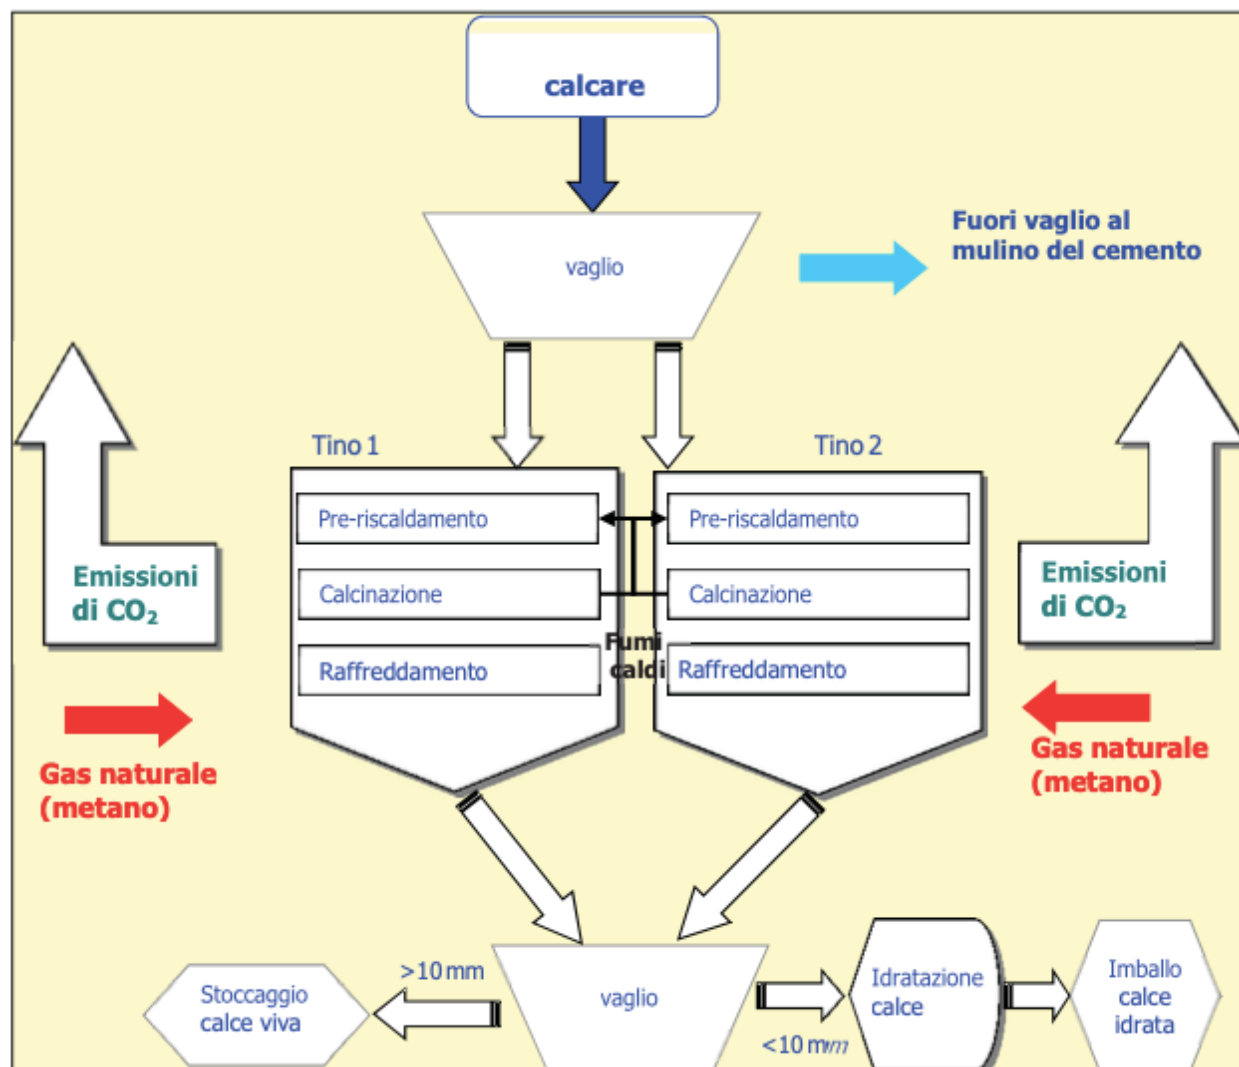 calcare
vaglio
Fuori vaglio al
mulino del cemento
Tino 1
Tino 2
Pre-riscaldamento
Pre-riscaldamento
Emissioni
di CO₂
Calcinazione
Calcinazione
Emissioni
di CO₂
Fumi
caldi
Raffreddamento
Raffreddamento
Gas naturale
(metano)
Gas naturale
(metano)
>10 mm
Stoccaggio
calce viva
vaglio
<10 mm
Idratazione
calce
Imballo
calce
idrata